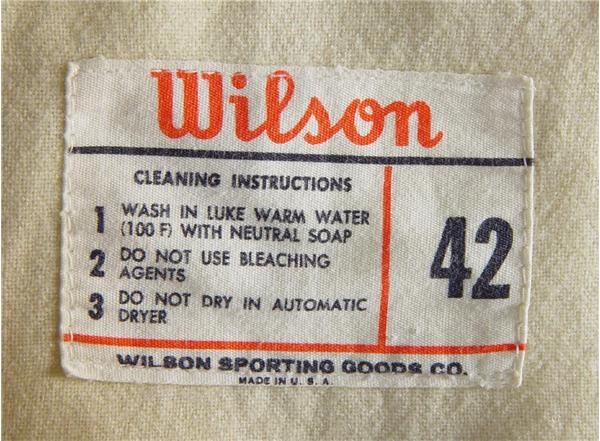 Wilson
CLEANING INSTRUCTIONS
1 WASH IN LUKE WARM WATER
(100 F) WITH NEUTRAL SOAP
2 DO NOT USE BLEACHING
AGENTS
3 DO NOT DRY IN AUTOMATIC
DRYER
42
WILSON SPORTING GOODS CO.
MADE IN U. S. A.